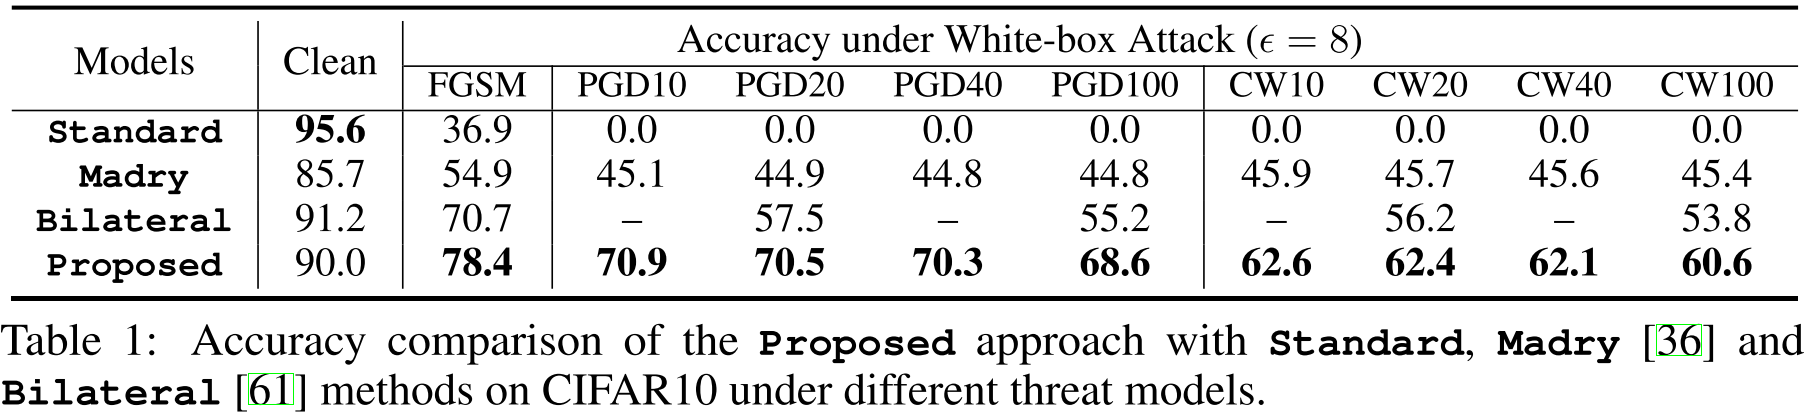 Models Clean Accuracy under White-box Attack (ϵ = 8)
FGSM PGD10 PGD20 PGD40 PGD100 CW10 CW20 CW40 CW100
Standard 95.6 36.9 0.0 0.0 0.0 0.0 0.0 0.0 0.0 0.0
Madry 85.7 54.9 45.1 44.9 44.8 44.8 45.9 45.7 45.6 45.4
Bilateral 91.2 70.7 – 57.5 – 55.2 – 56.2 – 53.8
Proposed 90.0 78.4 70.9 70.5 70.3 68.6 62.6 62.4 62.1 60.6
Table 1: Accuracy comparison of the Proposed approach with Standard, Madry [36] and
Bilateral [61] methods on CIFAR10 under different threat models.